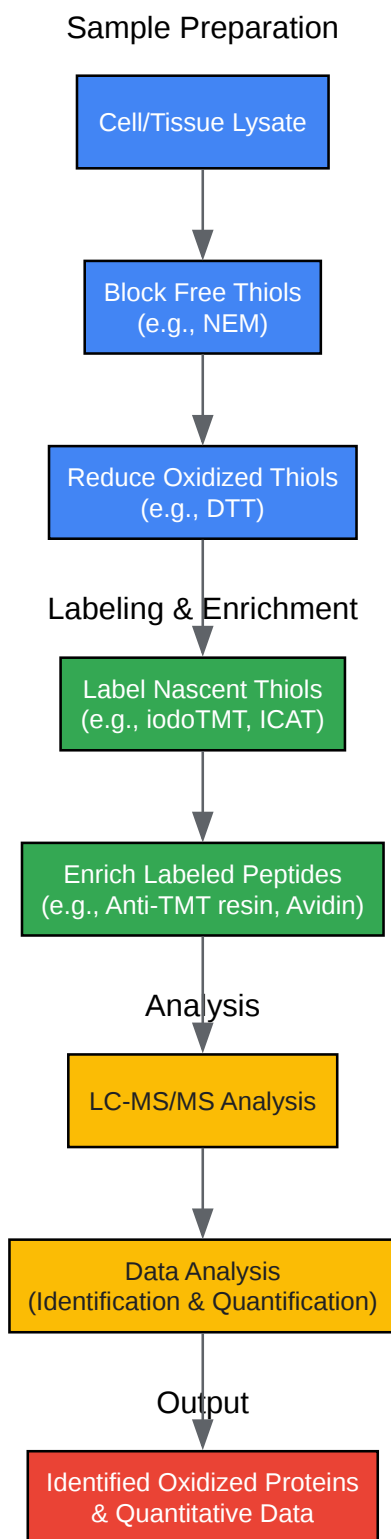 Sample Preparation
Cell/Tissue Lysate
Block Free Thiols
(e.g., NEM)
Reduce Oxidized Thiols
(e.g., DTT)
Labeling & Enrichment
Label Nascent Thiols
(e.g., iodoTMT, ICAT)
Enrich Labeled Peptides
(e.g., Anti-TMT resin, Avidin)
Analysis
LC-MS/MS Analysis
Data Analysis
(Identification & Quantification)
Output
Identified Oxidized Proteins
& Quantitative Data